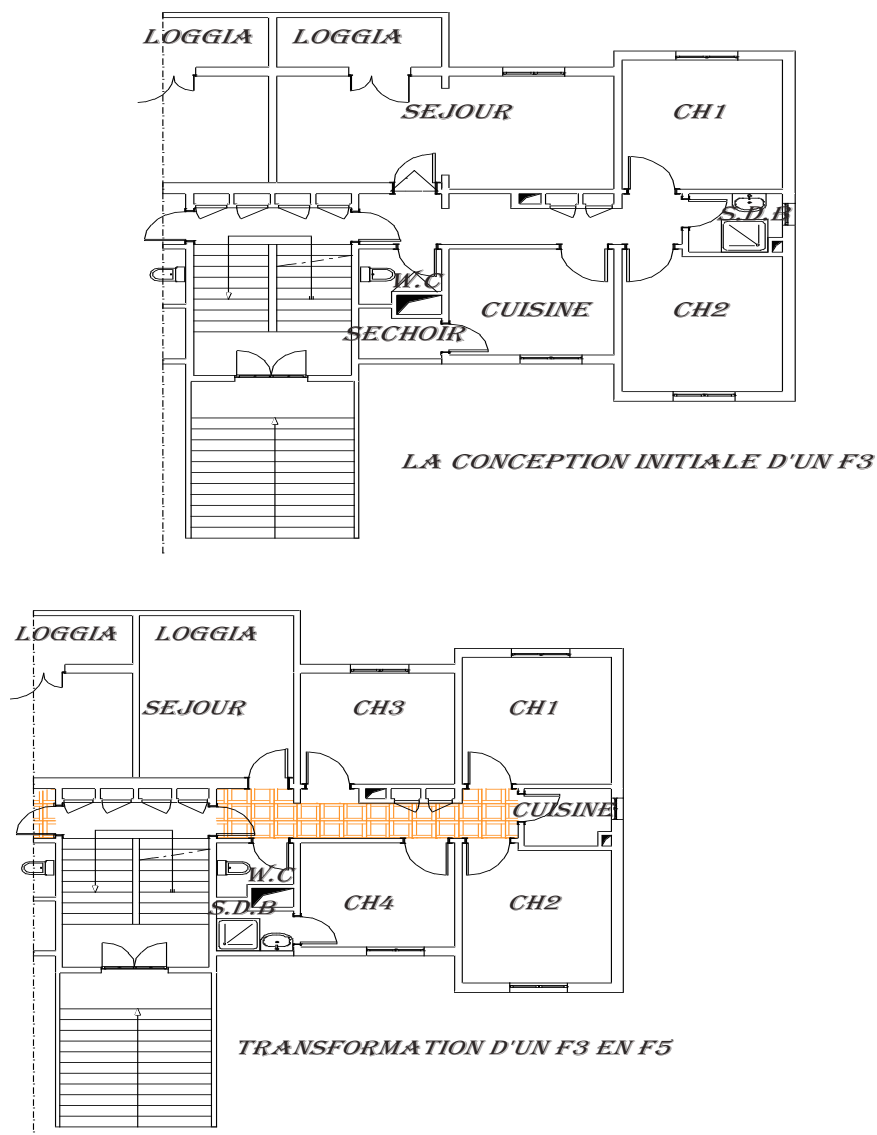 LOGGIA LOGGIA
SEJOUR CH1
S.D.B
W.C
CUISINE CH2
SECHOIR
LA CONCEPTION INITIALE D'UN F3
LOGGIA LOGGIA
SEJOUR CH3 CH1
CUISINE
W.C
S.D.B CH4 CH2
TRANSFORMATION D'UN F3 EN F5